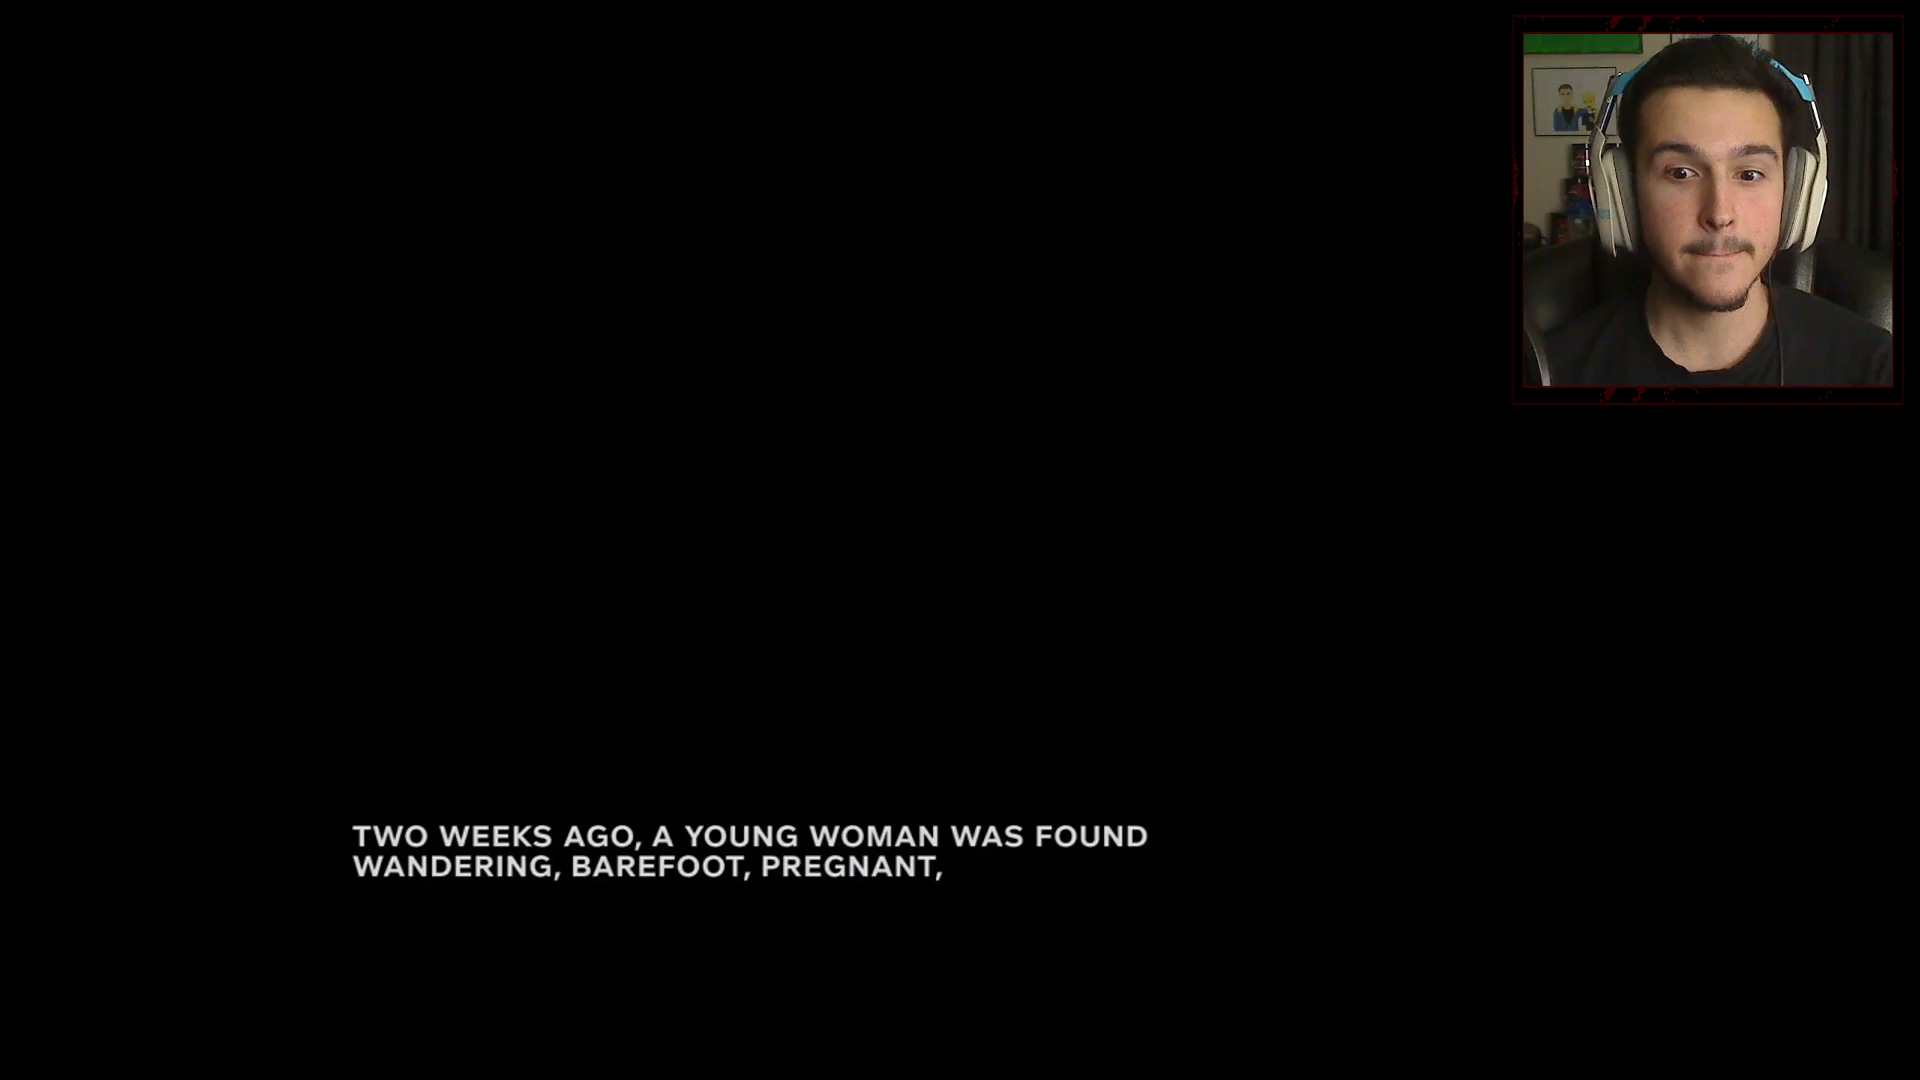 TWO WEEKS AGO, A YOUNG WOMAN WAS FOUND
WANDERING, BAREFOOT, PREGNANT,